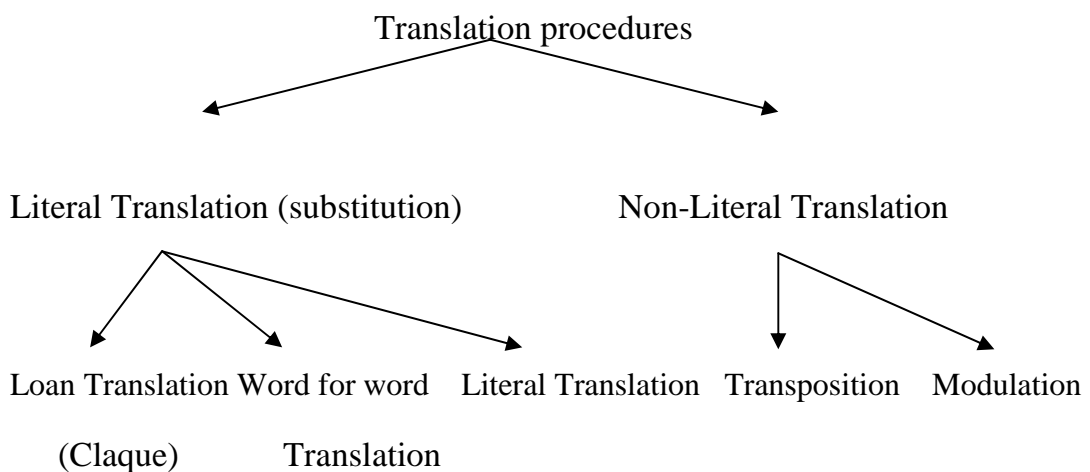 Translation procedures
Literal Translation (substitution) Non-Literal Translation
Loan Translation Word for word Literal Translation Transposition Modulation
(Claque) Translation